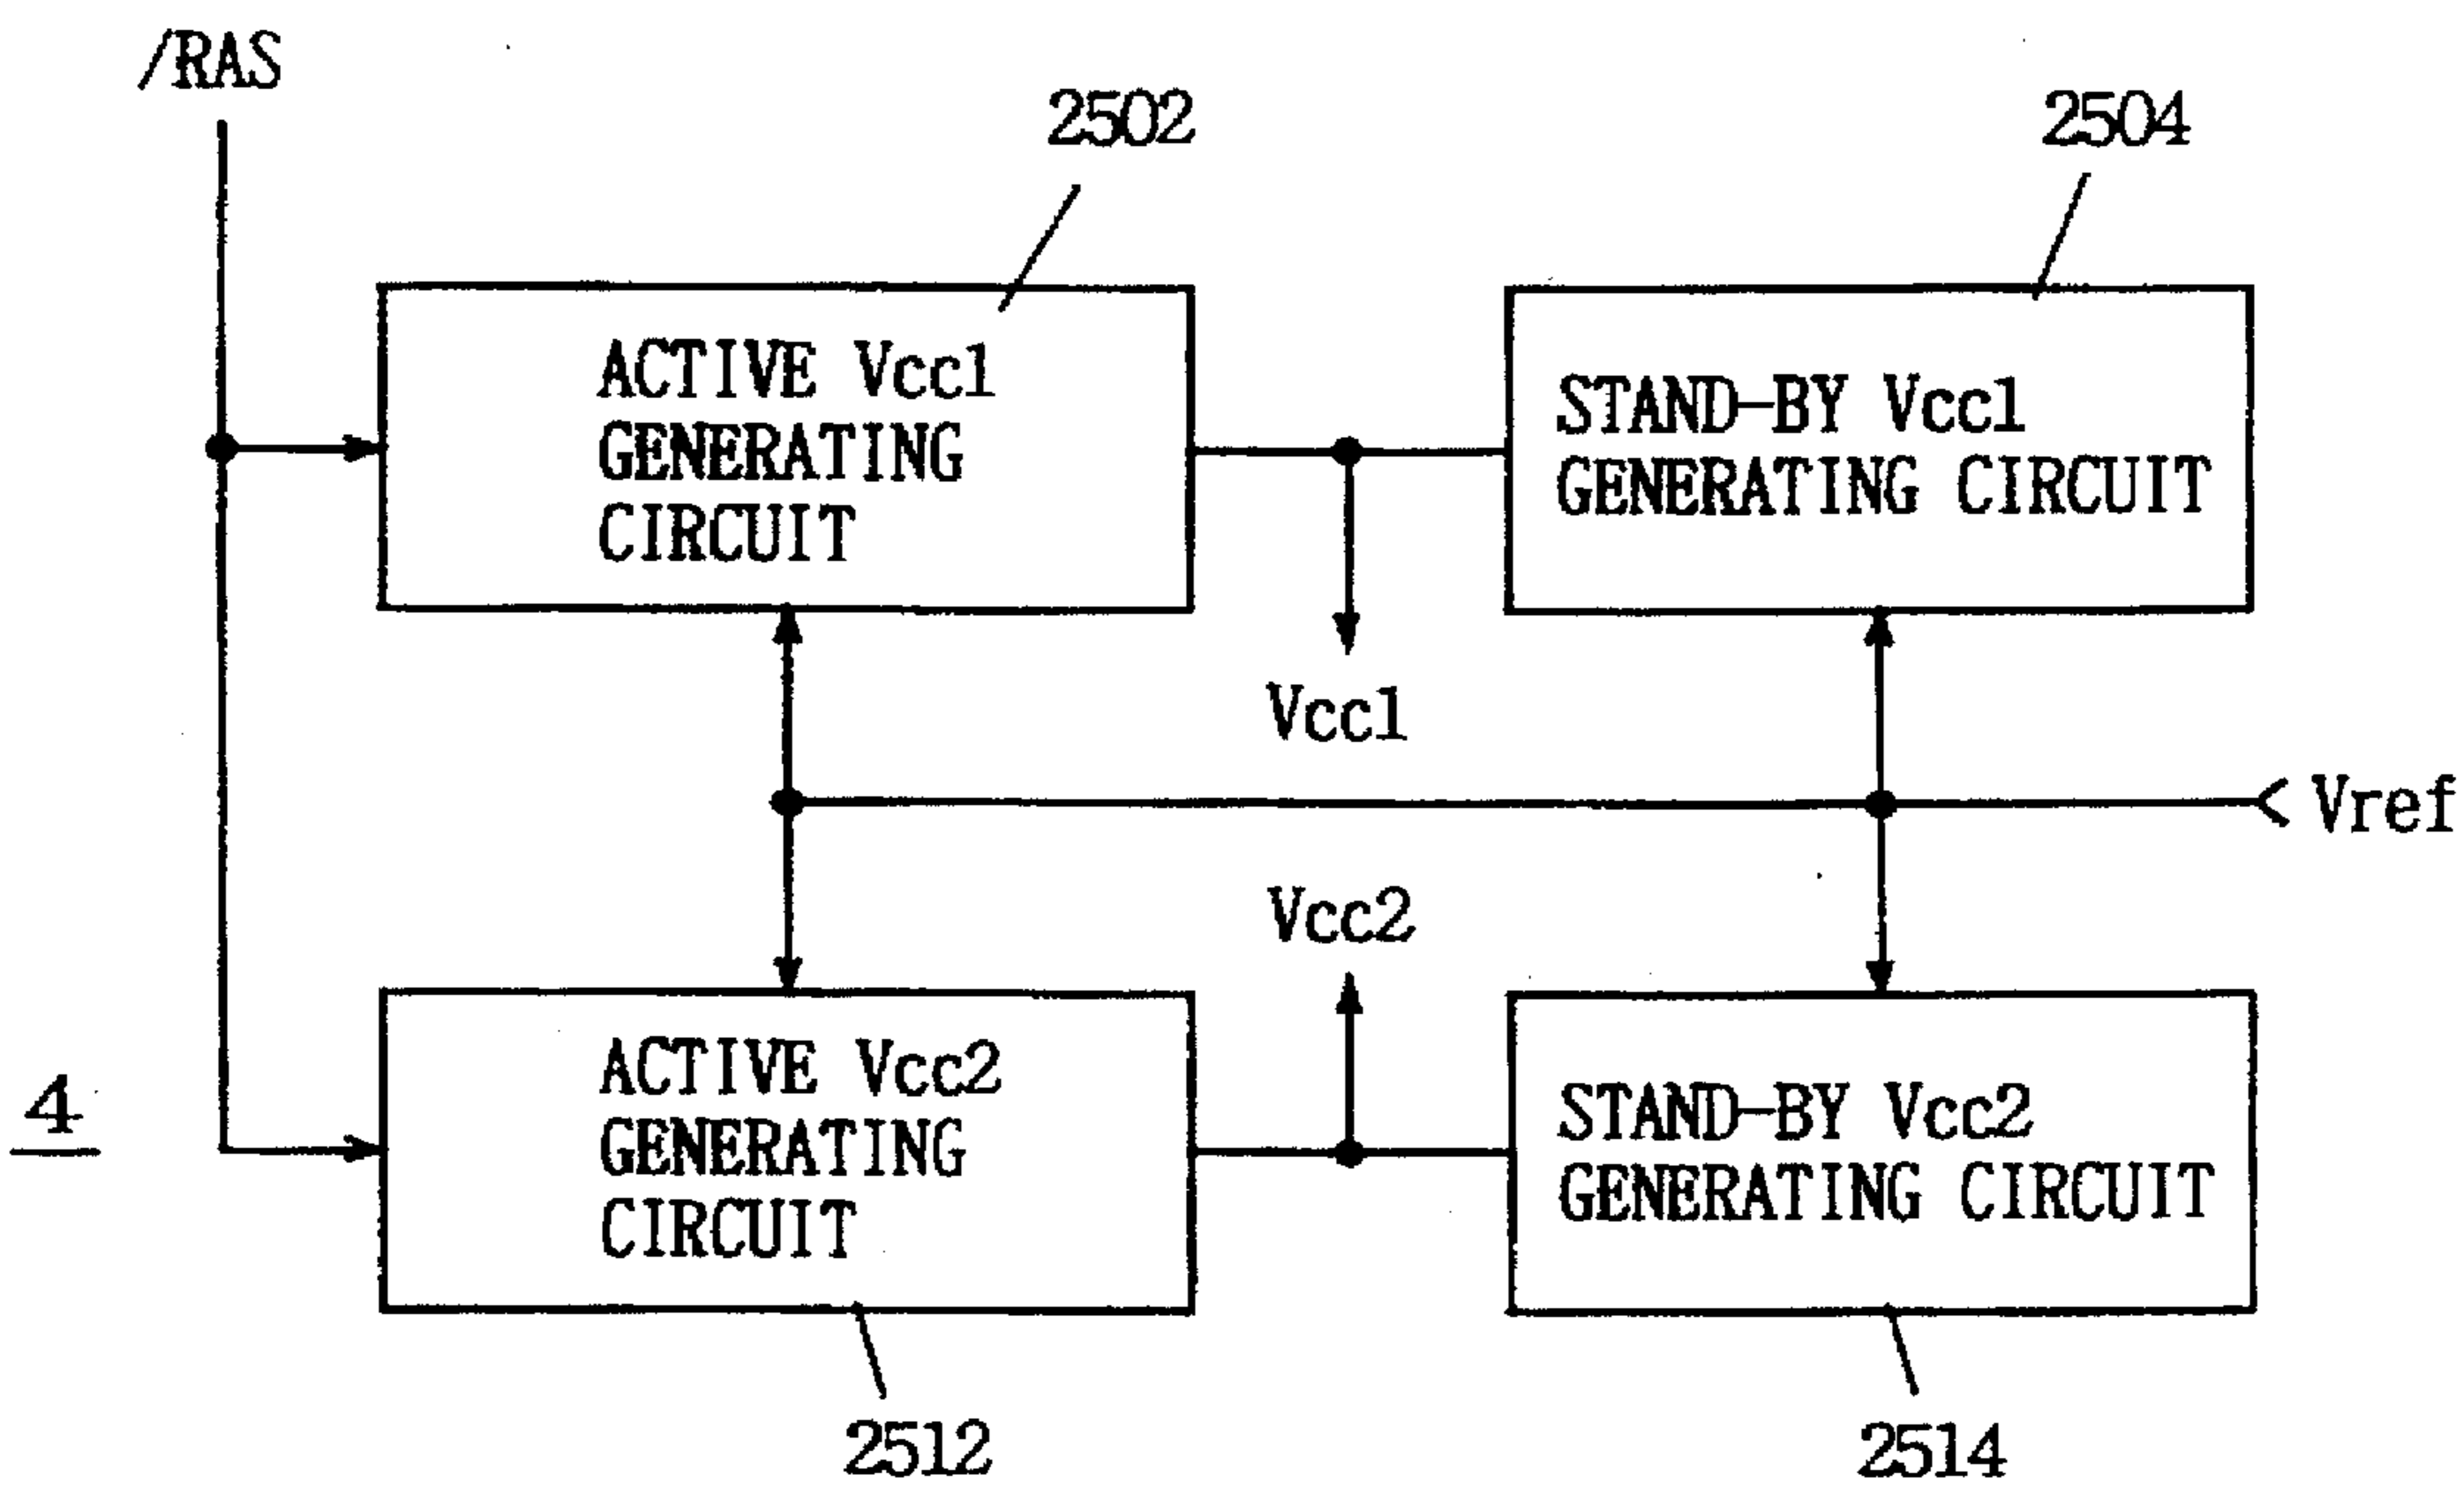 /RAS
2502
2504
ACTIVE Vcc1
GENERATING
CIRCUIT
STAND-BY Vcc1
GENERATING CIRCUIT
Vcc1
Vref
Vcc2
4
ACTIVE Vcc2
GENERATING
CIRCUIT
STAND-BY Vcc2
GENERATING CIRCUIT
2512
2514